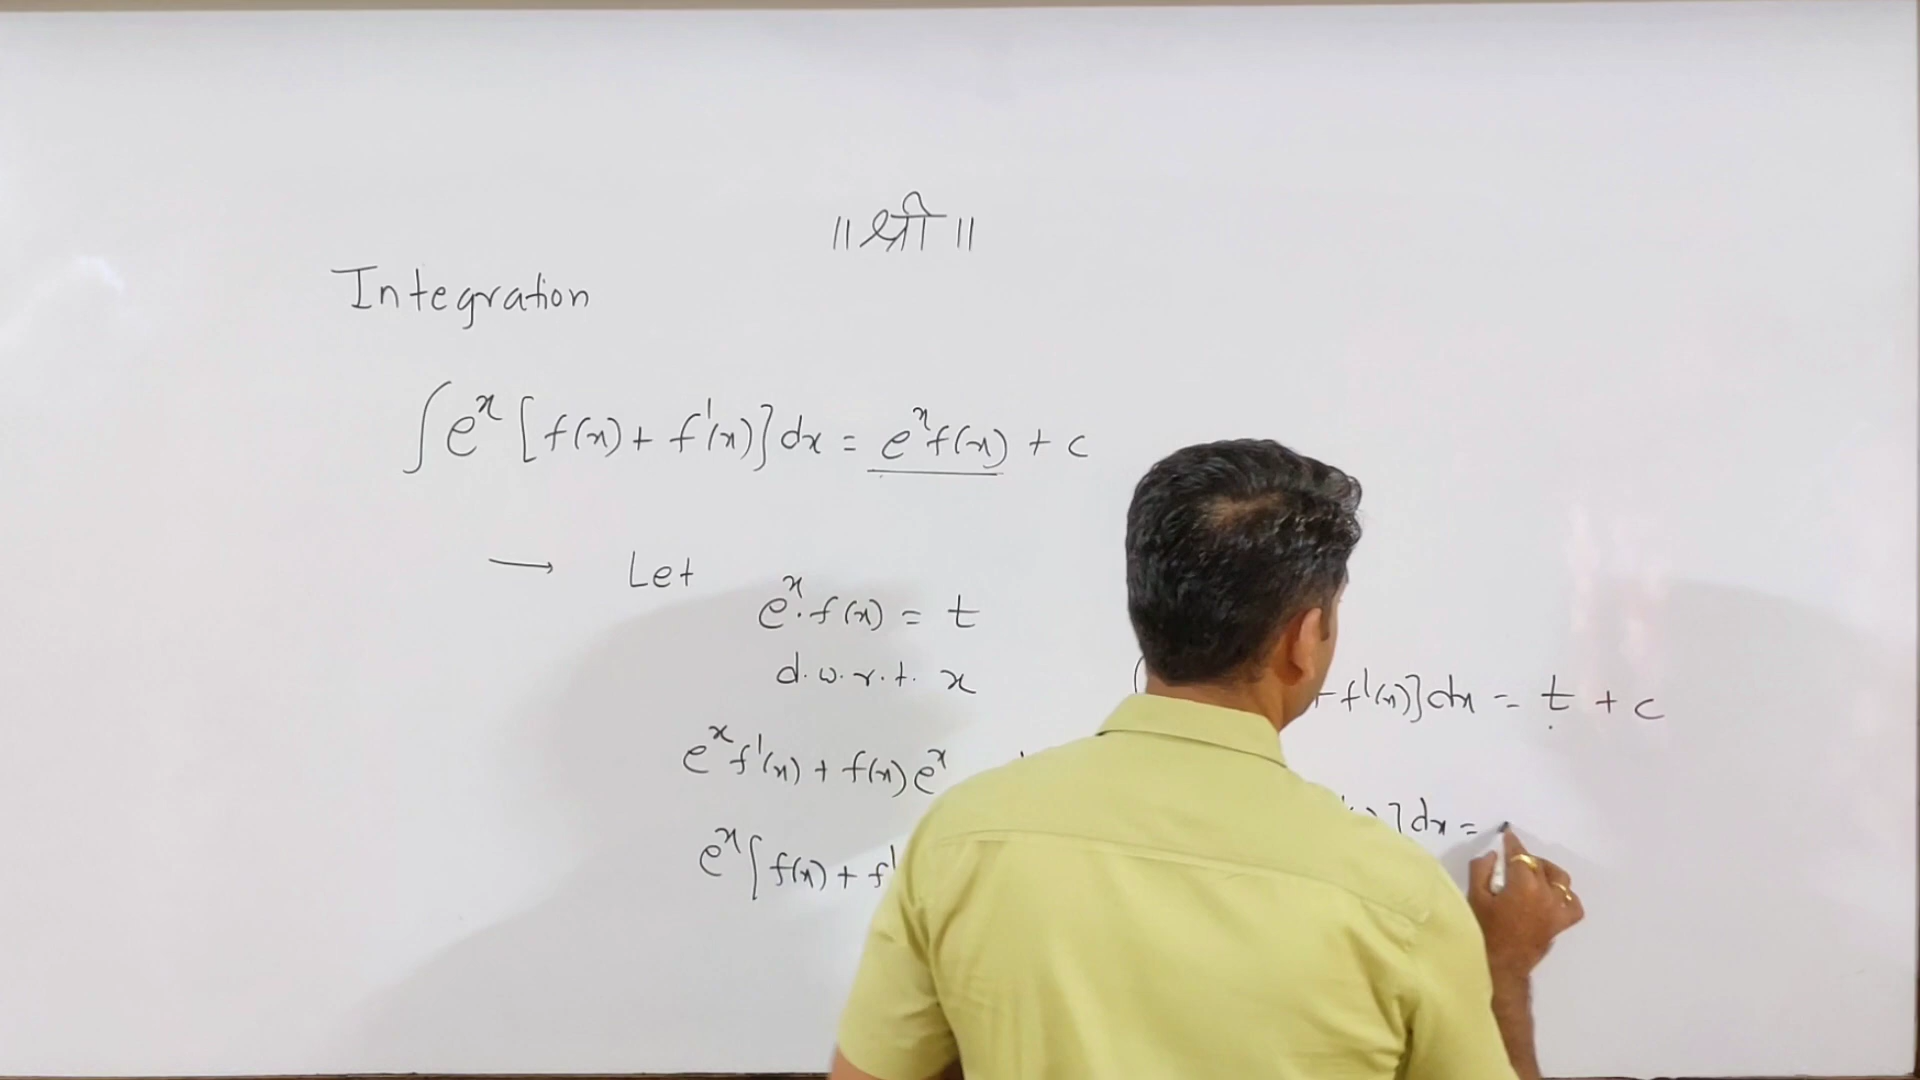 ॥ श्री ॥
Integration
∫ eˣ [f(x) + f'(x)] dx = eˣ f(x) + c
→ Let
eˣ · f(x) = t
d.w.r.t. x
+ f'(x)] dx = t + c
eˣ f'(x) + f(x) eˣ
] dx =
eˣ [f(x) + f'